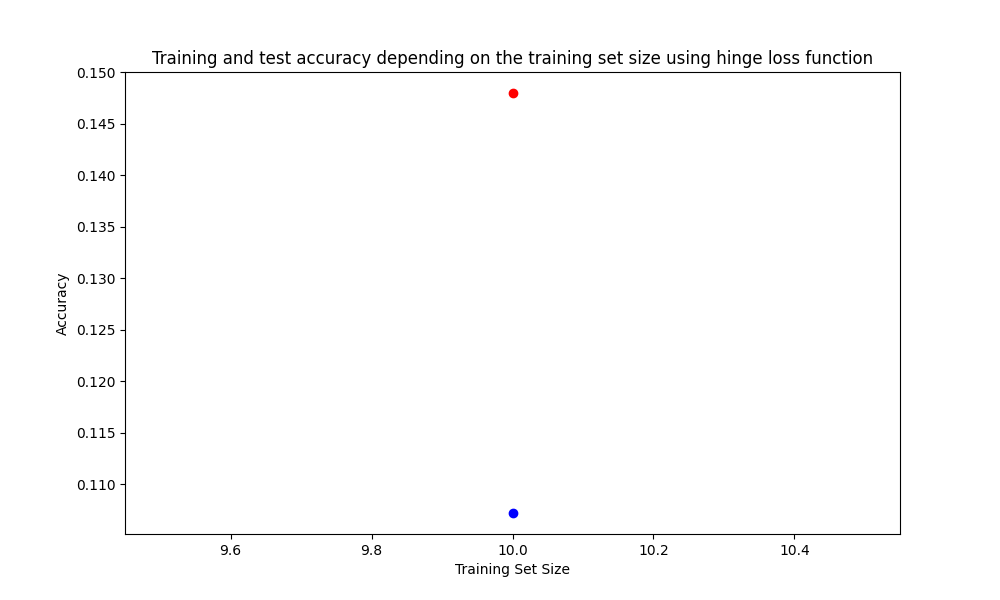 Training and test accuracy depending on the training set size using hinge loss function
0.150
0.145
0.140
0.135
0.130
0.125
0.120
0.115
0.110
Accuracy
9.6 9.8 10.0 10.2 10.4
Training Set Size